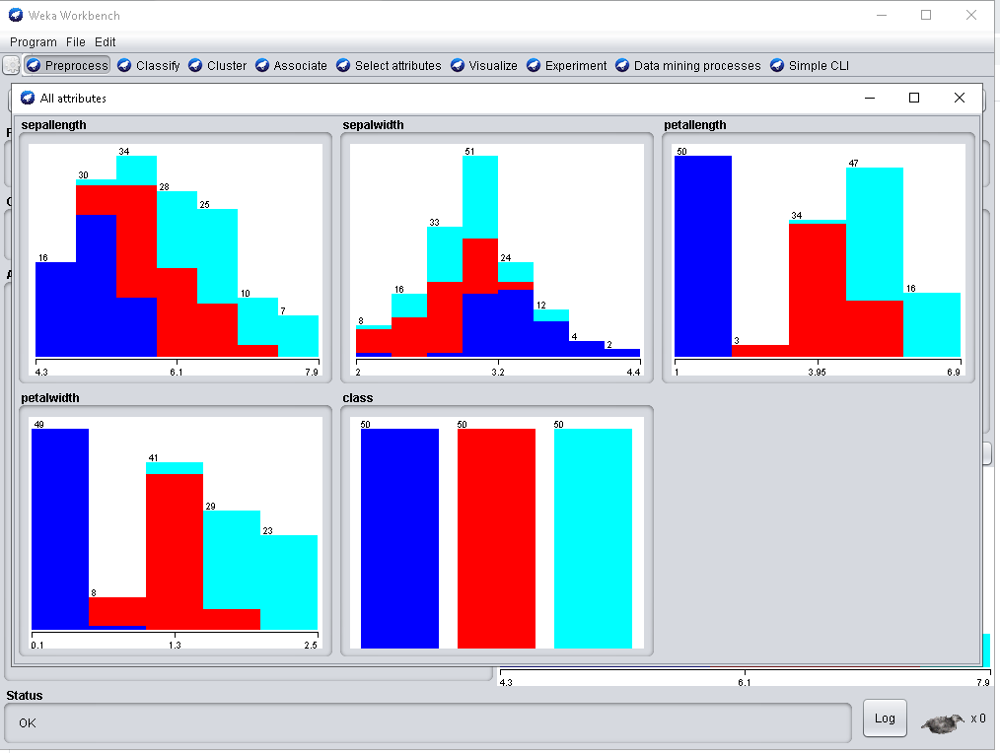 Weka Workbench
Program File Edit
Preprocess Classify Cluster Associate Select attributes Visualize Experiment Data mining processes Simple CLI
All attributes
sepallength sepalwidth petallength
16 30 34 28 25 10 7
4.3 6.1 7.9
8 16 33 51 24 12 4 2
2 3.2 4.4
50 3 34 47 16
1 3.95 6.9
petalwidth class
49 8 41 29 23
0.1 1.3 2.5
50 50 50
4.3 6.1 7.9
Status
OK
Log
x 0